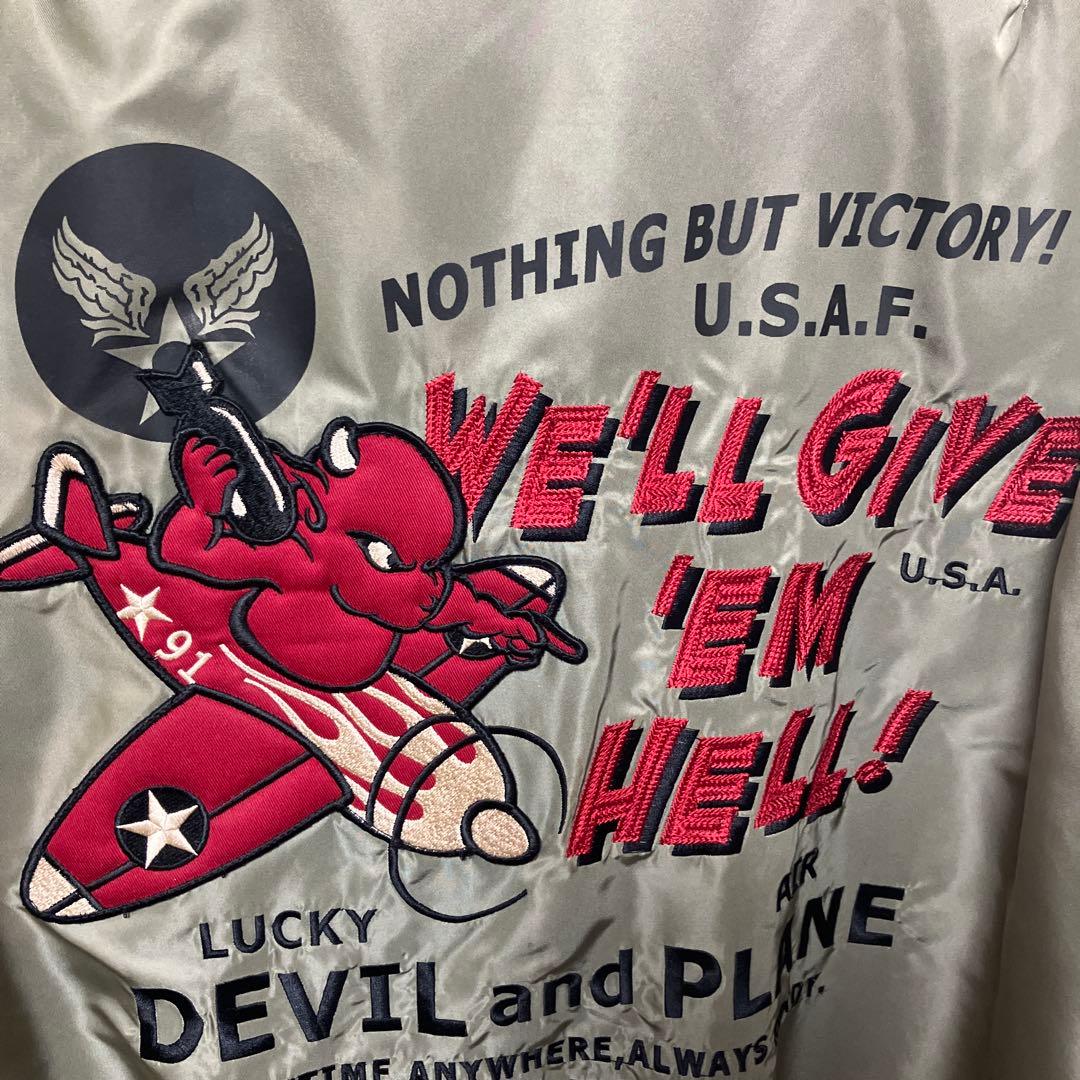 NOTHING BUT VICTORY!
U.S.A.F.
WE'LL GIVE
'EM
U.S.A.
HELL!
91
LUCKY
AIR
DEVIL and PLANE
ANYWHERE, ALWAYS